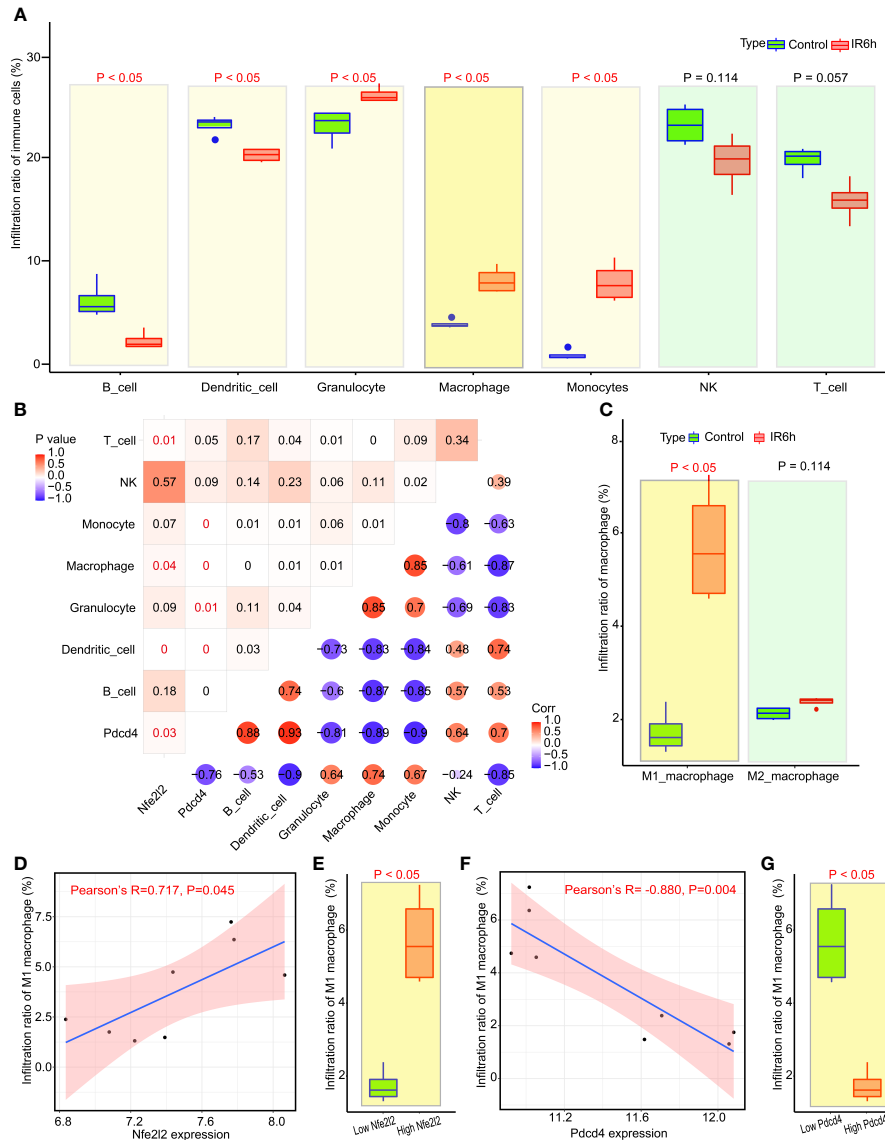 A
Infiltration ratio of immune cells (%)
30
20
10
0
Type Control IR6h
P < 0.05 P < 0.05 P < 0.05 P < 0.05 P < 0.05 P = 0.114 P = 0.057
B_cell Dendritic_cell Granulocyte Macrophage Monocytes NK T_cell
B
P value
1.0
0.5
0.0
−0.5
−1.0
T_cell 0.01 0.05 0.17 0.04 0.01 0 0.09 0.34
NK 0.57 0.09 0.14 0.23 0.06 0.11 0.02 0.39
Monocyte 0.07 0 0.01 0.01 0.06 0.01 −0.8 −0.63
Macrophage 0.04 0 0 0.01 0.01 0.85 −0.61 −0.87
Granulocyte 0.09 0.01 0.11 0.04 0.85 0.7 −0.69 −0.83
Dendritic_cell 0 0 0.03 −0.73 −0.83 −0.84 0.48 0.74
B_cell 0.18 0 0.74 −0.6 −0.87 −0.85 0.57 0.53
Pdcd4 0.03 0.88 0.93 −0.81 −0.89 −0.9 0.64 0.7
−0.76 −0.53 −0.9 0.64 0.74 0.67 −0.24 −0.85
Nfe2l2 Pdcd4 B_cell Dendritic_cell Granulocyte Macrophage Monocyte NK T_cell
Corr
1.0
0.5
0.0
−0.5
−1.0
C
Infiltration ratio of macrophage (%)
8
6
4
2
Type Control IR6h
P < 0.05 P = 0.114
M1_macrophage M2_macrophage
D
Infiltration ratio of M1 macrophage (%)
7.5
5.0
2.5
0.0
Pearson's R=0.717, P=0.045
6.8 7.2 7.6 8.0
Nfe2l2 expression
E
Infiltration ratio of M1 macrophage (%)
6
4
2
P < 0.05
Low Nfe2l2 High Nfe2l2
F
Infiltration ratio of M1 macrophage (%)
6
4
2
0
Pearson's R= -0.880, P=0.004
11.2 11.6 12.0
Pdcd4 expression
G
Infiltration ratio of M1 macrophage (%)
6
4
2
P < 0.05
Low Pdcd4 High Pdcd4